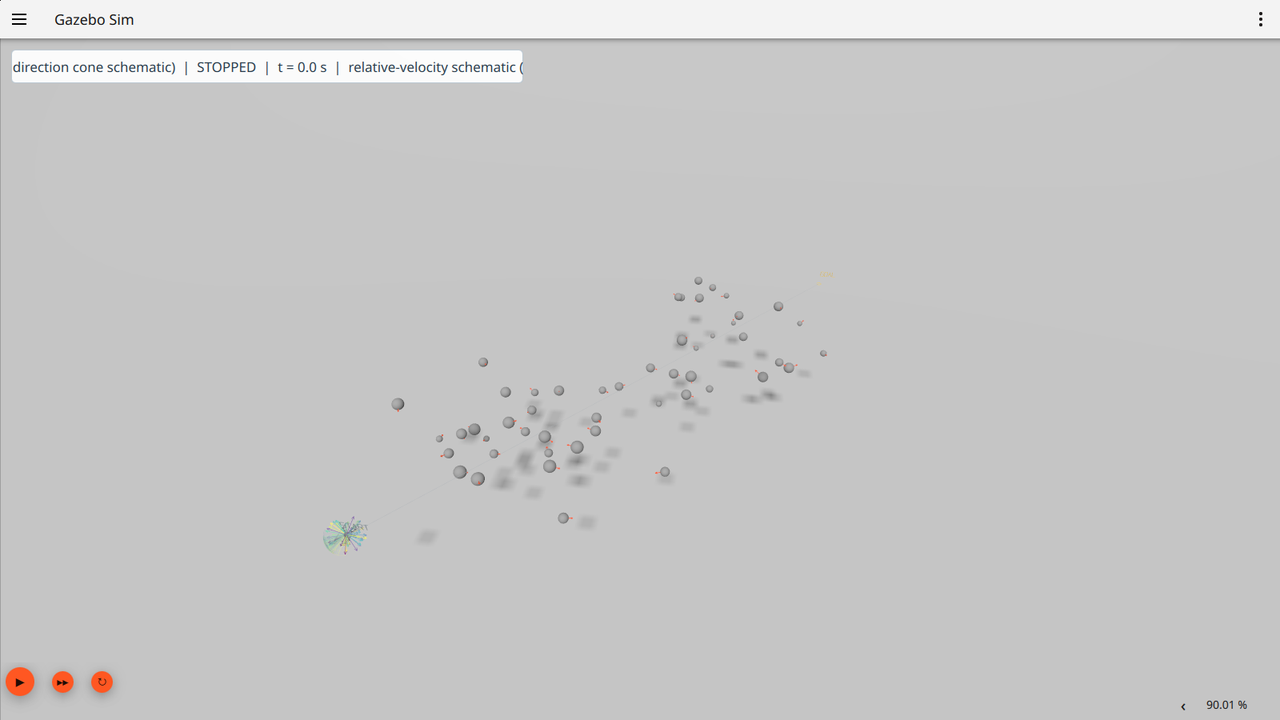 Gazebo Sim
direction cone schematic) | STOPPED | t = 0.0 s | relative-velocity schematic (
90.01 %